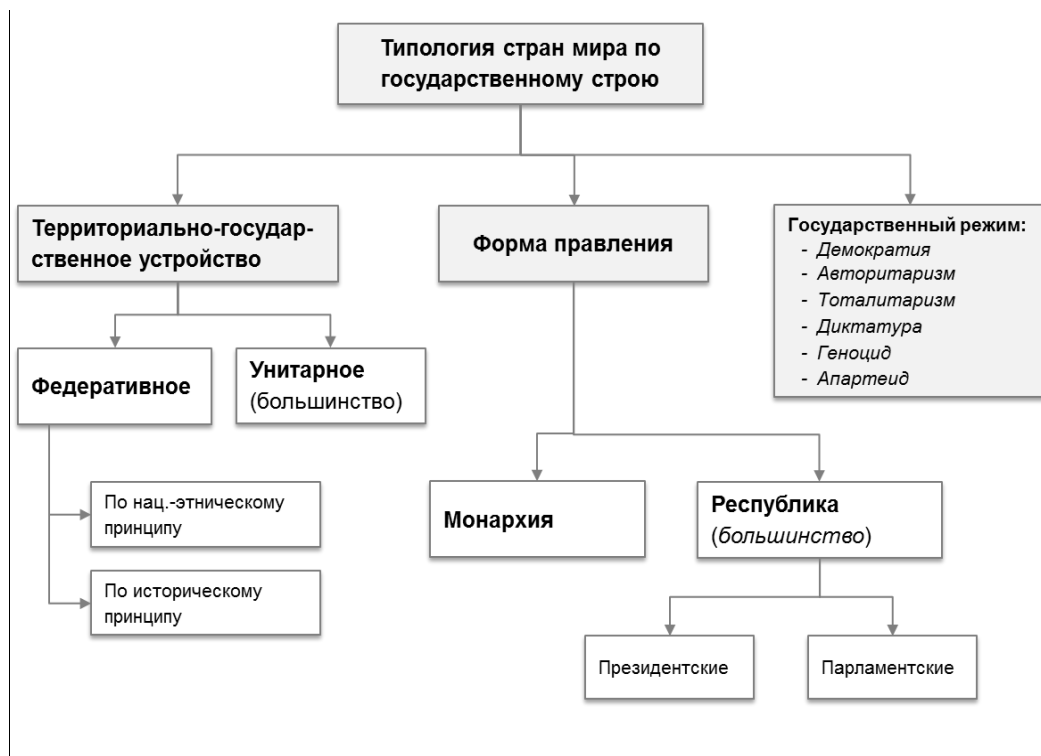 Типология стран мира по
государственному строю
Территориально-государ-
ственное устройство
Форма правления
Государственный режим:
- Демократия
- Авторитаризм
- Тоталитаризм
- Диктатура
- Геноцид
- Апартеид
Федеративное
Унитарное
(большинство)
По нац.-этническому
принципу
По историческому
принципу
Монархия
Республика
(большинство)
Президентские
Парламентские